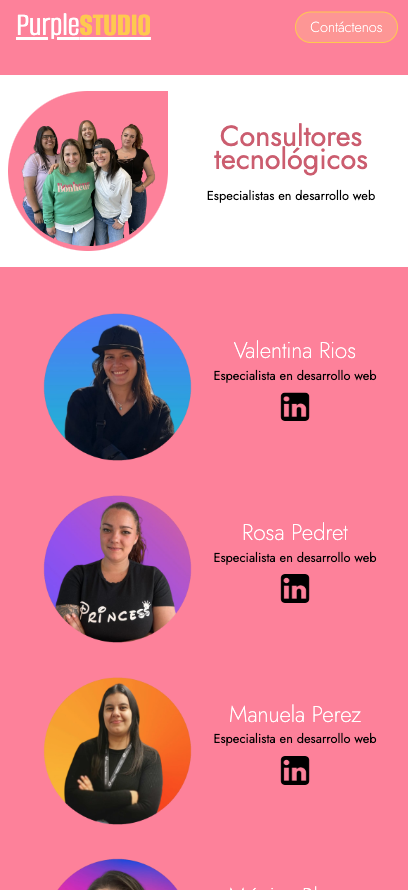 PurpleSTUDIO
Contáctenos
Bonheur
Consultores
tecnológicos
Especialistas en desarrollo web
Valentina Rios
Especialista en desarrollo web
in
Rosa Pedret
Especialista en desarrollo web
PRINCESS
in
Manuela Perez
Especialista en desarrollo web
in